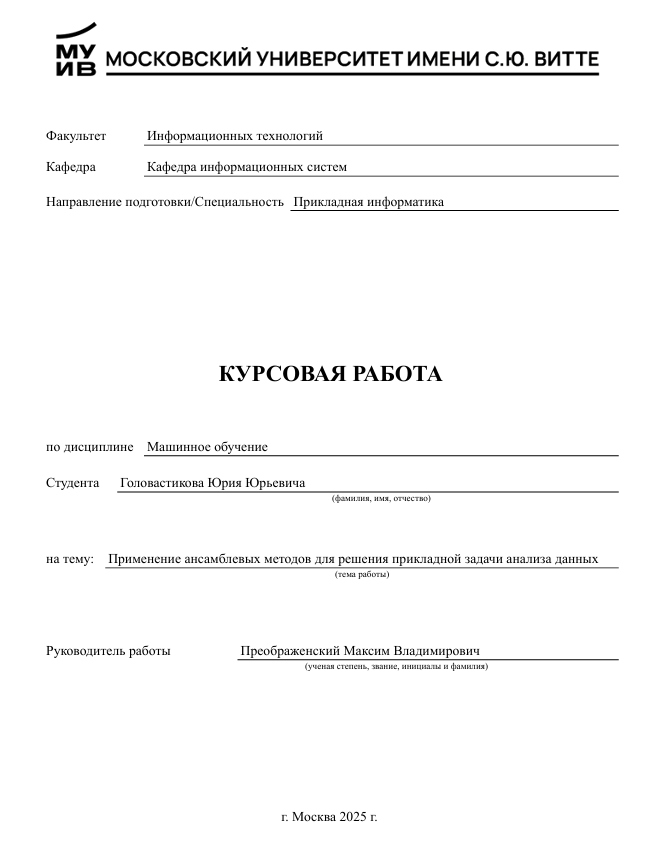 МУ
ИВ
МОСКОВСКИЙ УНИВЕРСИТЕТ ИМЕНИ С.Ю. ВИТТЕ
Факультет Информационных технологий
Кафедра Кафедра информационных систем
Направление подготовки/Специальность Прикладная информатика
КУРСОВАЯ РАБОТА
по дисциплине Машинное обучение
Студента Головастикова Юрия Юрьевича
(фамилия, имя, отчество)
на тему: Применение ансамблевых методов для решения прикладной задачи анализа данных
(тема работы)
Руководитель работы Преображенский Максим Владимирович
(ученая степень, звание, инициалы и фамилия)
г. Москва 2025 г.